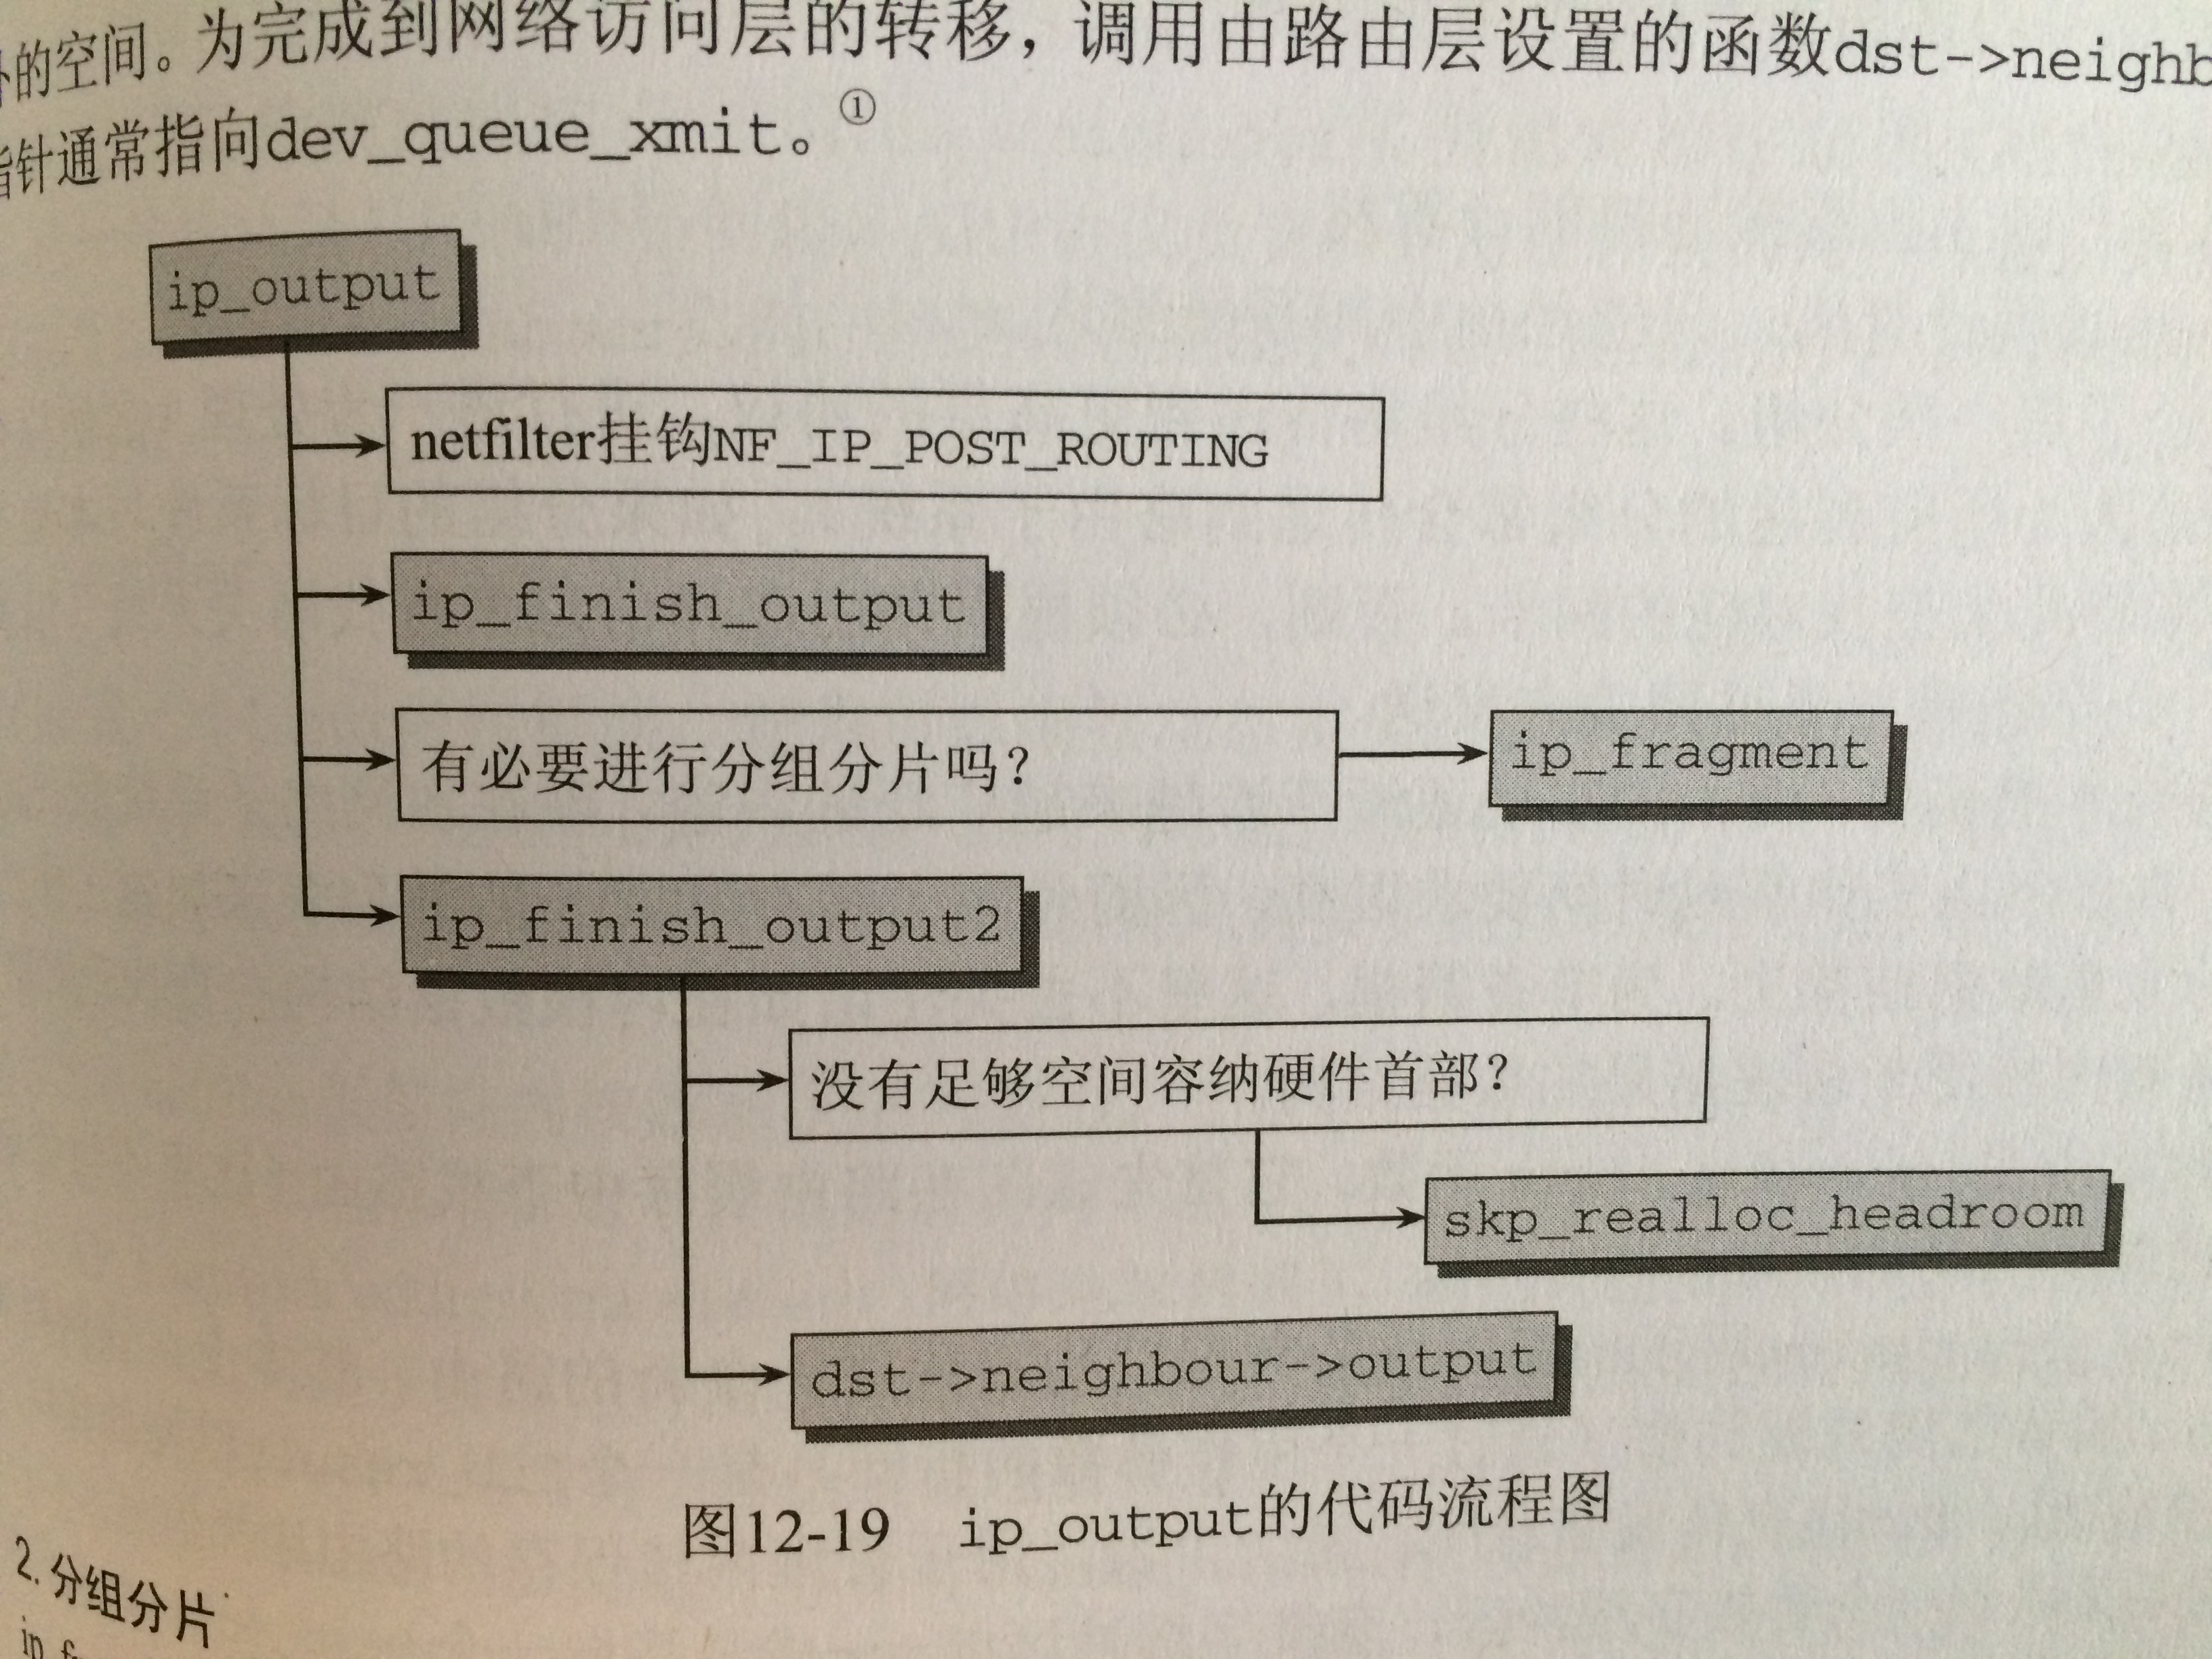 的空间。为完成到网络访问层的转移，调用由路由层设置的函数dst->neighb
针通常指向dev_queue_xmit。①
ip_output
netfilter挂钩NF_IP_POST_ROUTING
ip_finish_output
有必要进行分组分片吗？
ip_fragment
ip_finish_output2
没有足够空间容纳硬件首部？
skp_realloc_headroom
dst->neighbour->output
图12-19 ip_output的代码流程图
2. 分组分片